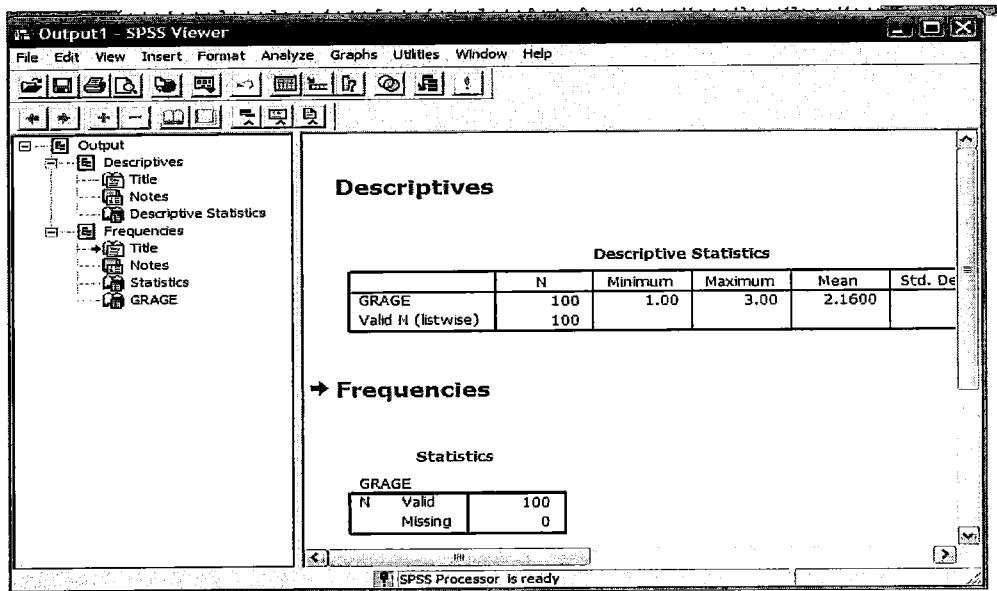 Output1 - SPSS Viewer
File Edit View Insert Format Analyze Graphs Utilities Window Help
Output
Descriptives
Title
Notes
Descriptive Statistics
Frequencies
Title
Notes
Statistics
GRAGE
Descriptives
Descriptive Statistics
N Minimum Maximum Mean Std. De
GRAGE 100 1.00 3.00 2.1600
Valid N (listwise) 100
Frequencies
Statistics
GRAGE
N Valid 100
Missing 0
SPSS Processor is ready